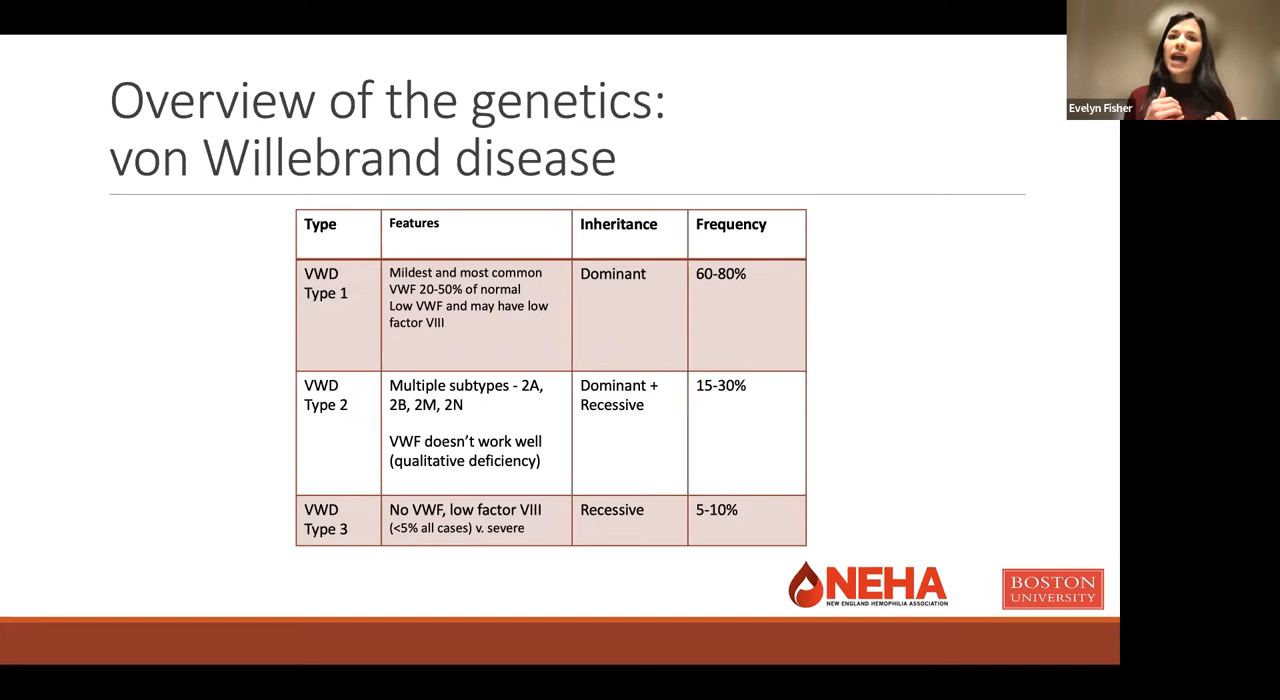 Evelyn Fisher
Overview of the genetics:
von Willebrand disease
Type
Features
Inheritance
Frequency
VWD
Type 1
Mildest and most common
VWF 20-50% of normal
Low VWF and may have low
factor VIII
Dominant
60-80%
VWD
Type 2
Multiple subtypes - 2A,
2B, 2M, 2N
VWF doesn’t work well
(qualitative deficiency)
Dominant +
Recessive
15-30%
VWD
Type 3
No VWF, low factor VIII
(<5% all cases) v. severe
Recessive
5-10%
NEHA
NEW ENGLAND HEMOPHILIA ASSOCIATION
BOSTON
UNIVERSITY